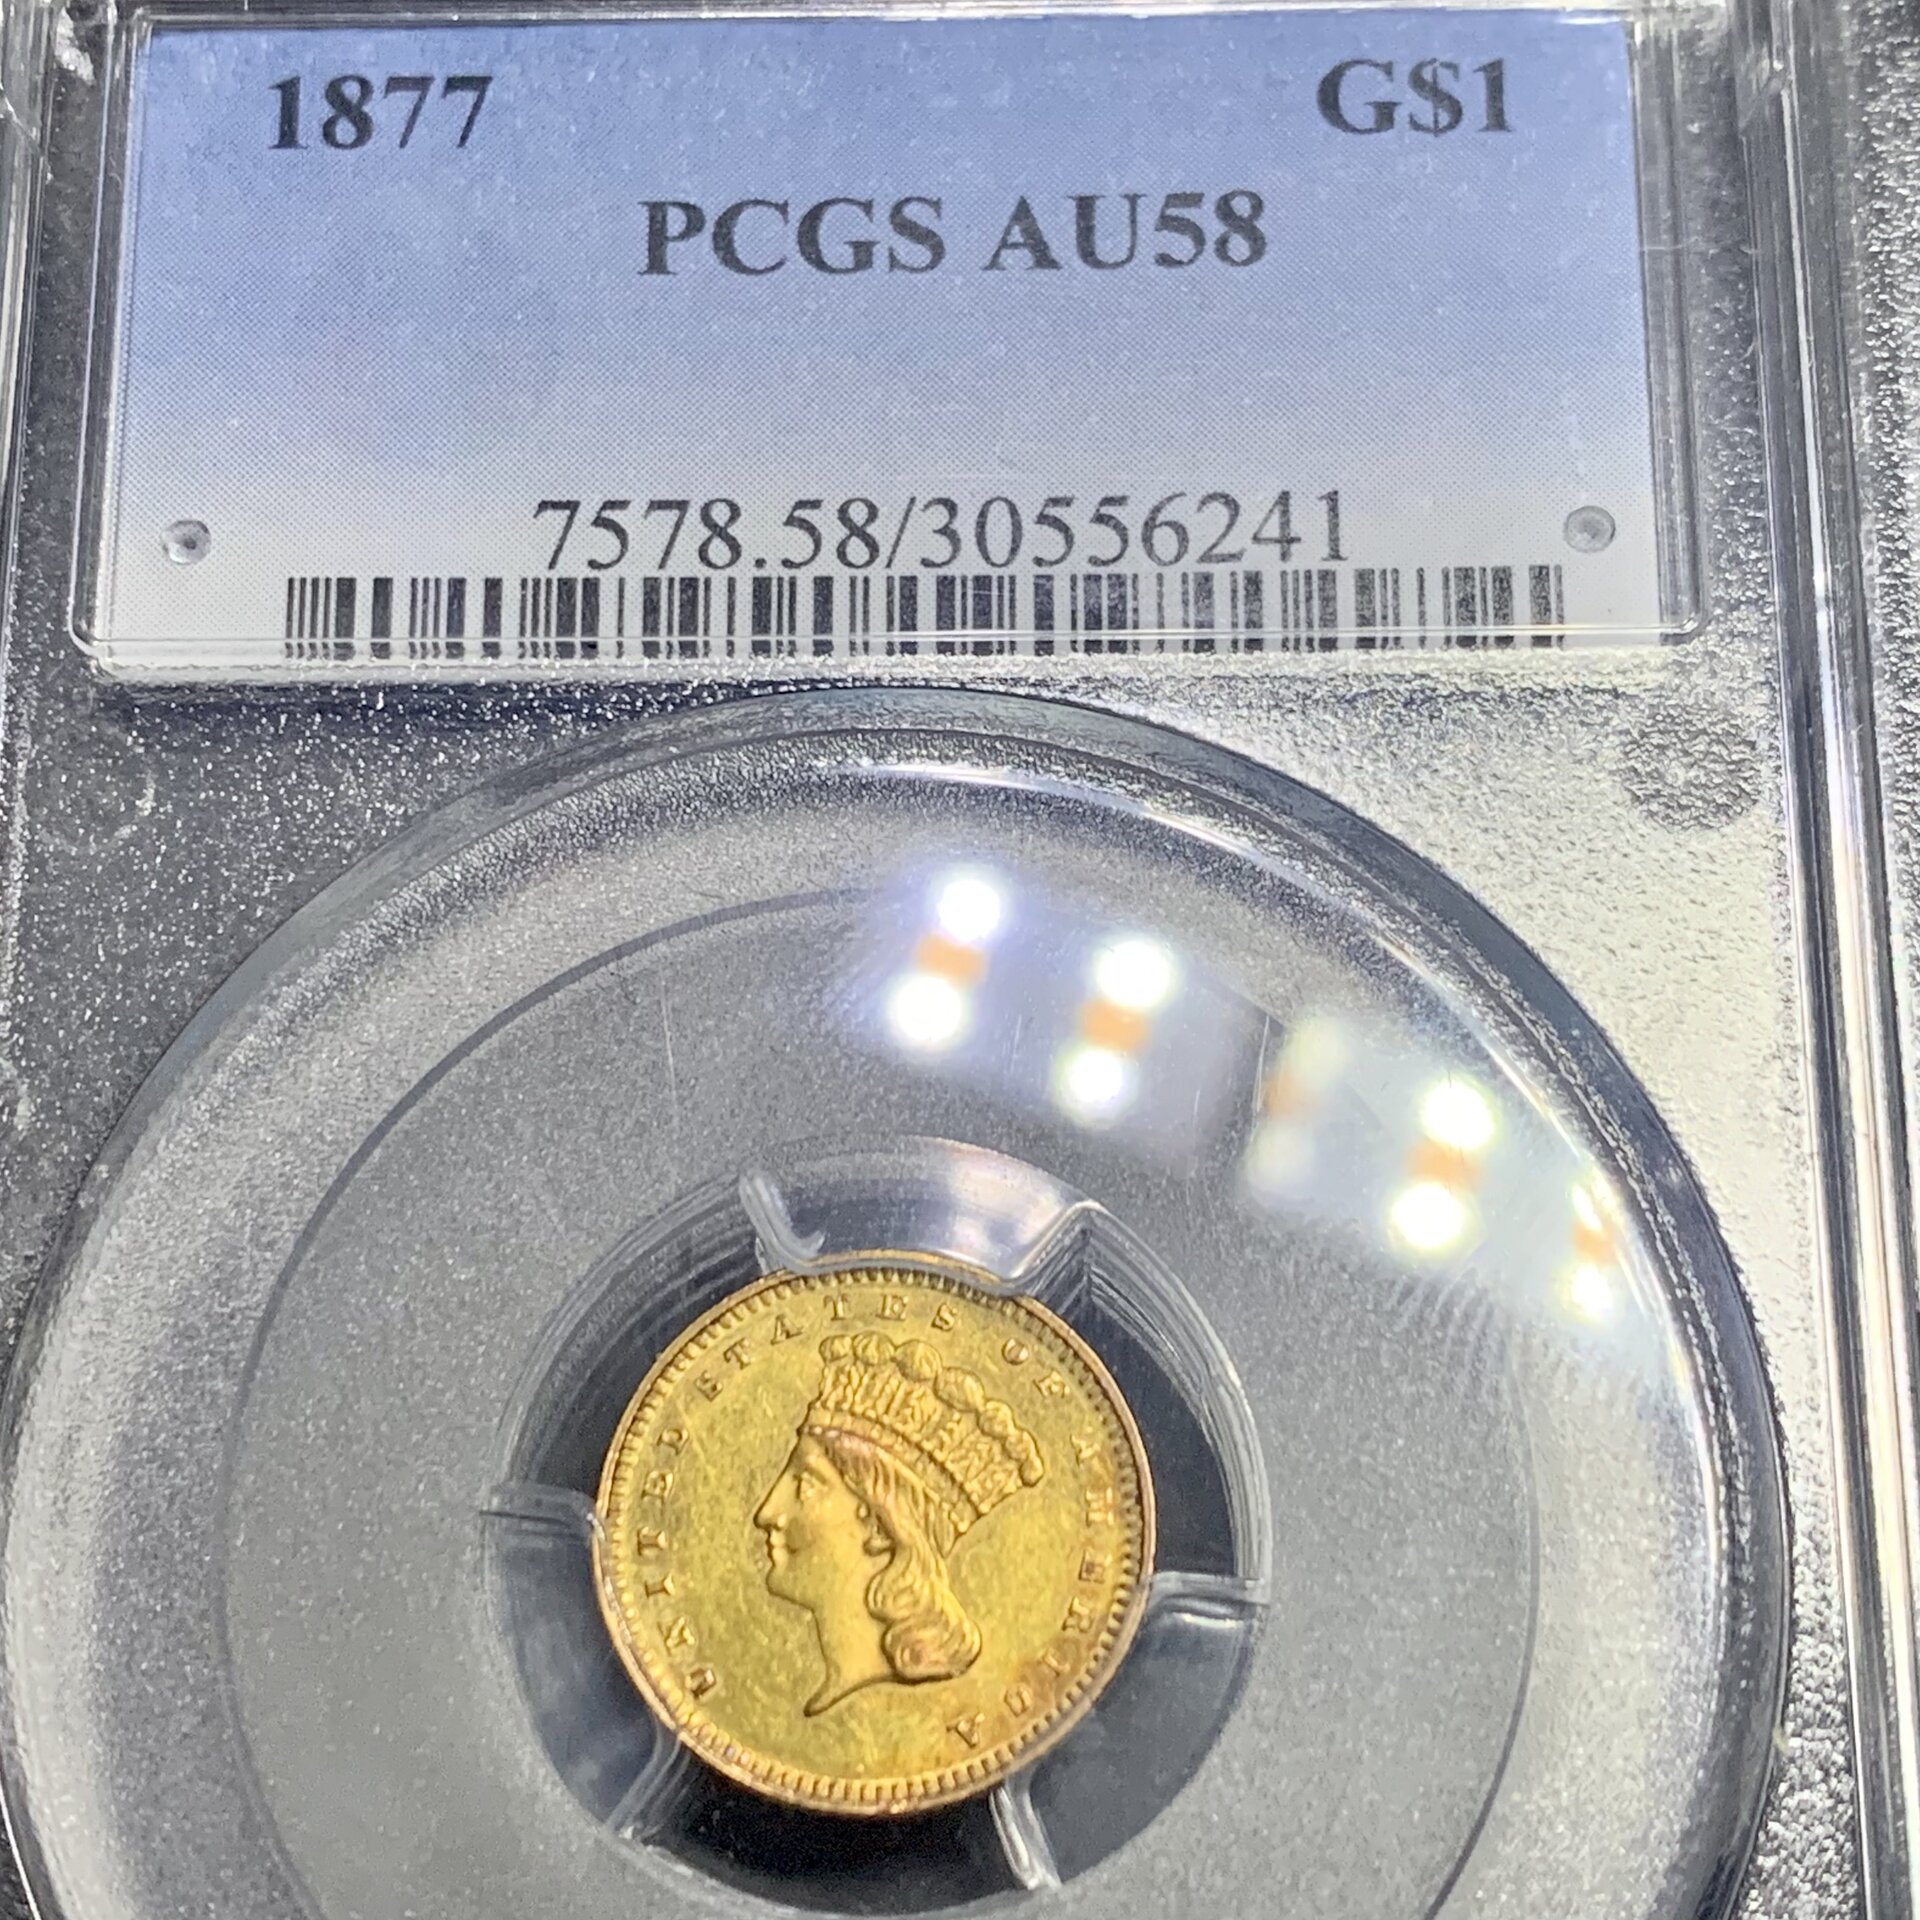 1877 G$1
PCGS AU58
7578.58/30556241
UNITED STATES OF AMERICA